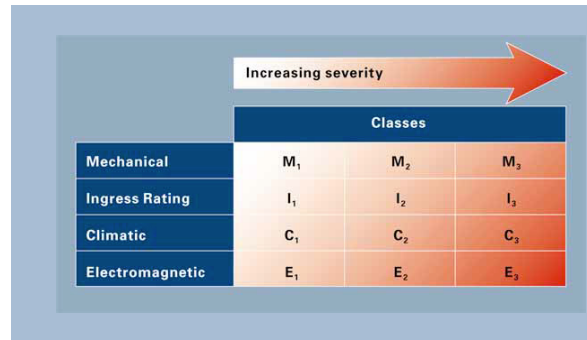 Increasing severity
Classes
Mechanical M₁ M₂ M₃
Ingress Rating I₁ I₂ I₃
Climatic C₁ C₂ C₃
Electromagnetic E₁ E₂ E₃